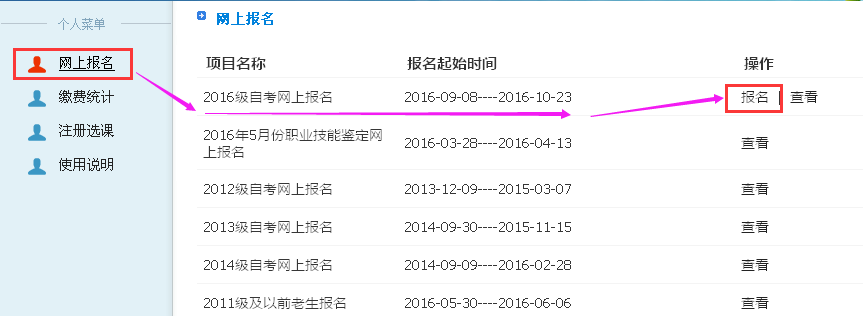 个人菜单
网上报名
缴费统计
注册选课
使用说明
网上报名
项目名称 报名起始时间 操作
2016级自考网上报名 2016-09-08----2016-10-23 报名 | 查看
2016年5月份职业技能鉴定网
上报名 2016-03-28----2016-04-13 查看
2012级自考网上报名 2013-12-09----2015-03-07 查看
2013级自考网上报名 2014-09-30----2015-11-15 查看
2014级自考网上报名 2014-09-09----2016-02-28 查看
2011级及以前老生报名 2016-05-30----2016-06-06 查看